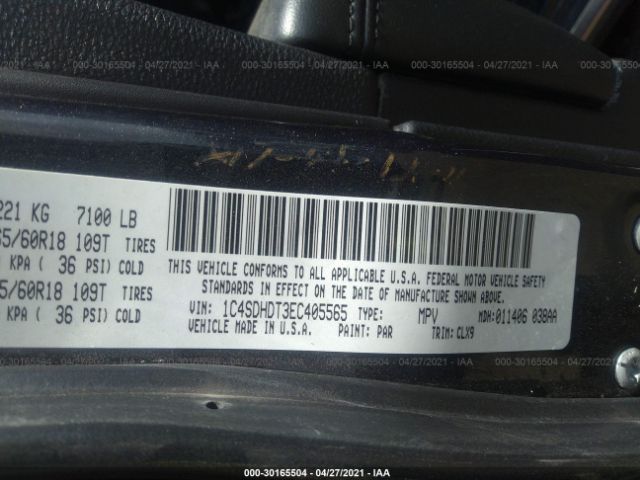 000-30165504 - 04/27/2021 - IAA
221 KG 7100 LB
5/60R18 109T TIRES
KPA ( 36 PSI) COLD
5/60R18 109T TIRES
KPA ( 36 PSI) COLD
THIS VEHICLE CONFORMS TO ALL APPLICABLE U.S.A. FEDERAL MOTOR VEHICLE SAFETY
STANDARDS IN EFFECT ON THE DATE OF MANUFACTURE SHOWN ABOVE.
VIN: 1C4SDHDT3EC405565 TYPE: MPV MDH: 011406 038AA
VEHICLE MADE IN U.S.A. PAINT: PAR TRIM: CLX9
000-30165504 - 04/27/2021 - IAA